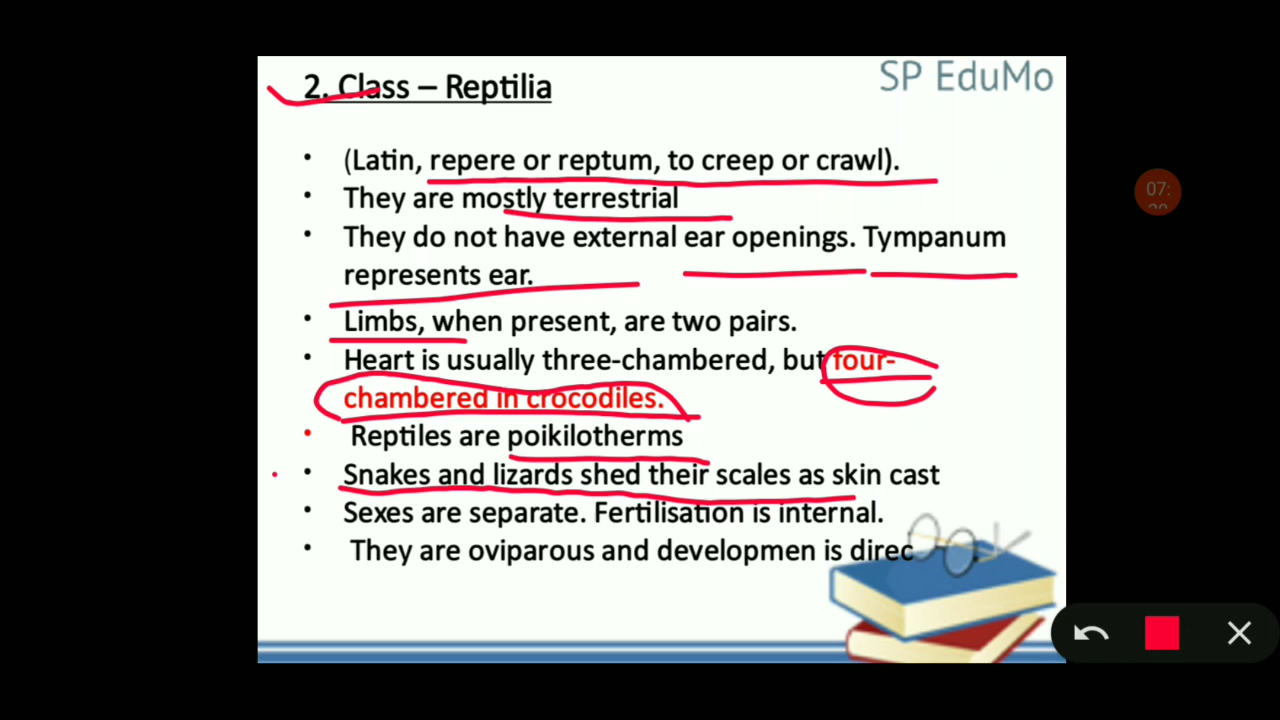 SP EduMo
2. Class – Reptilia
• (Latin, repere or reptum, to creep or crawl).
• They are mostly terrestrial
• They do not have external ear openings. Tympanum
represents ear.
• Limbs, when present, are two pairs.
• Heart is usually three-chambered, but four-
chambered in crocodiles.
• Reptiles are poikilotherms
• Snakes and lizards shed their scales as skin cast
• Sexes are separate. Fertilisation is internal.
• They are oviparous and developmen is direc
07: